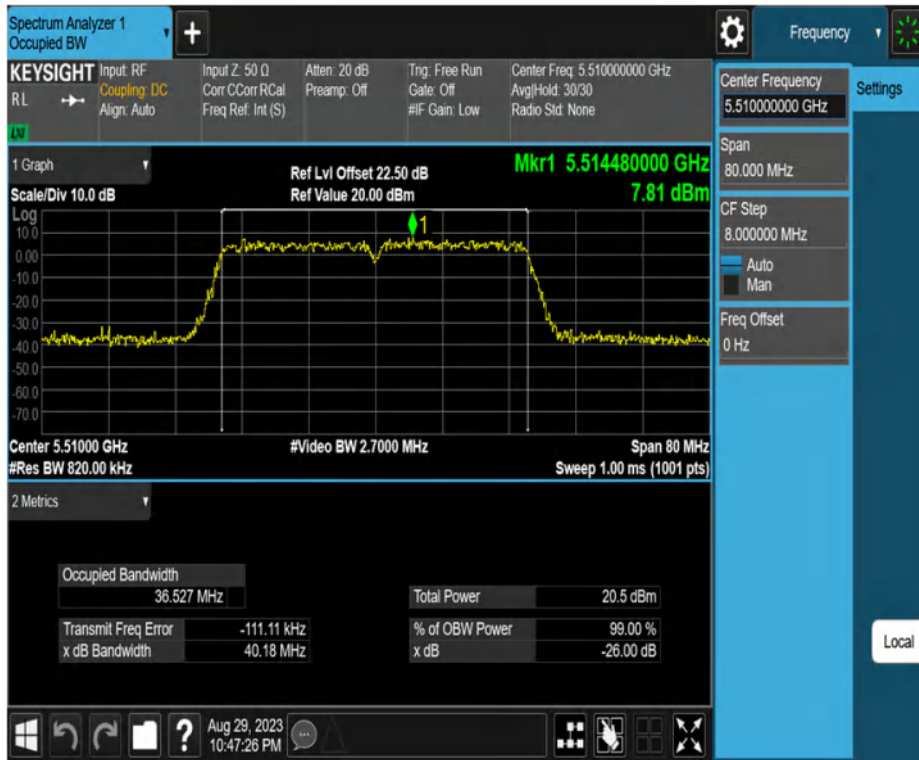 Spectrum Analyzer 1
Occupied BW
+
Frequency
KEYSIGHT Input: RF Input Z: 50 Ω Atten: 20 dB Trig: Free Run Center Freq: 5.510000000 GHz
RL Coupling: DC Corr CCorr RCal Preamp: Off Gate: Off Avg|Hold: 30/30
Align: Auto Freq Ref: Int (S) #IF Gain: Low Radio Std: None
LXI
Center Frequency
5.510000000 GHz
Settings
Span
80.000 MHz
CF Step
8.000000 MHz
Auto
Man
Freq Offset
0 Hz
1 Graph
Ref Lvl Offset 22.50 dB
Mkr1 5.514480000 GHz
Scale/Div 10.0 dB
Ref Value 20.00 dBm
7.81 dBm
Log
1
10.0
0.00
-10.0
-20.0
-30.0
-40.0
-50.0
-60.0
-70.0
Center 5.51000 GHz #Video BW 2.7000 MHz Span 80 MHz
#Res BW 820.00 kHz Sweep 1.00 ms (1001 pts)
2 Metrics
Occupied Bandwidth
36.527 MHz
Total Power 20.5 dBm
Transmit Freq Error -111.11 kHz % of OBW Power 99.00 %
x dB Bandwidth 40.18 MHz x dB -26.00 dB
Local
?
Aug 29, 2023
10:47:26 PM